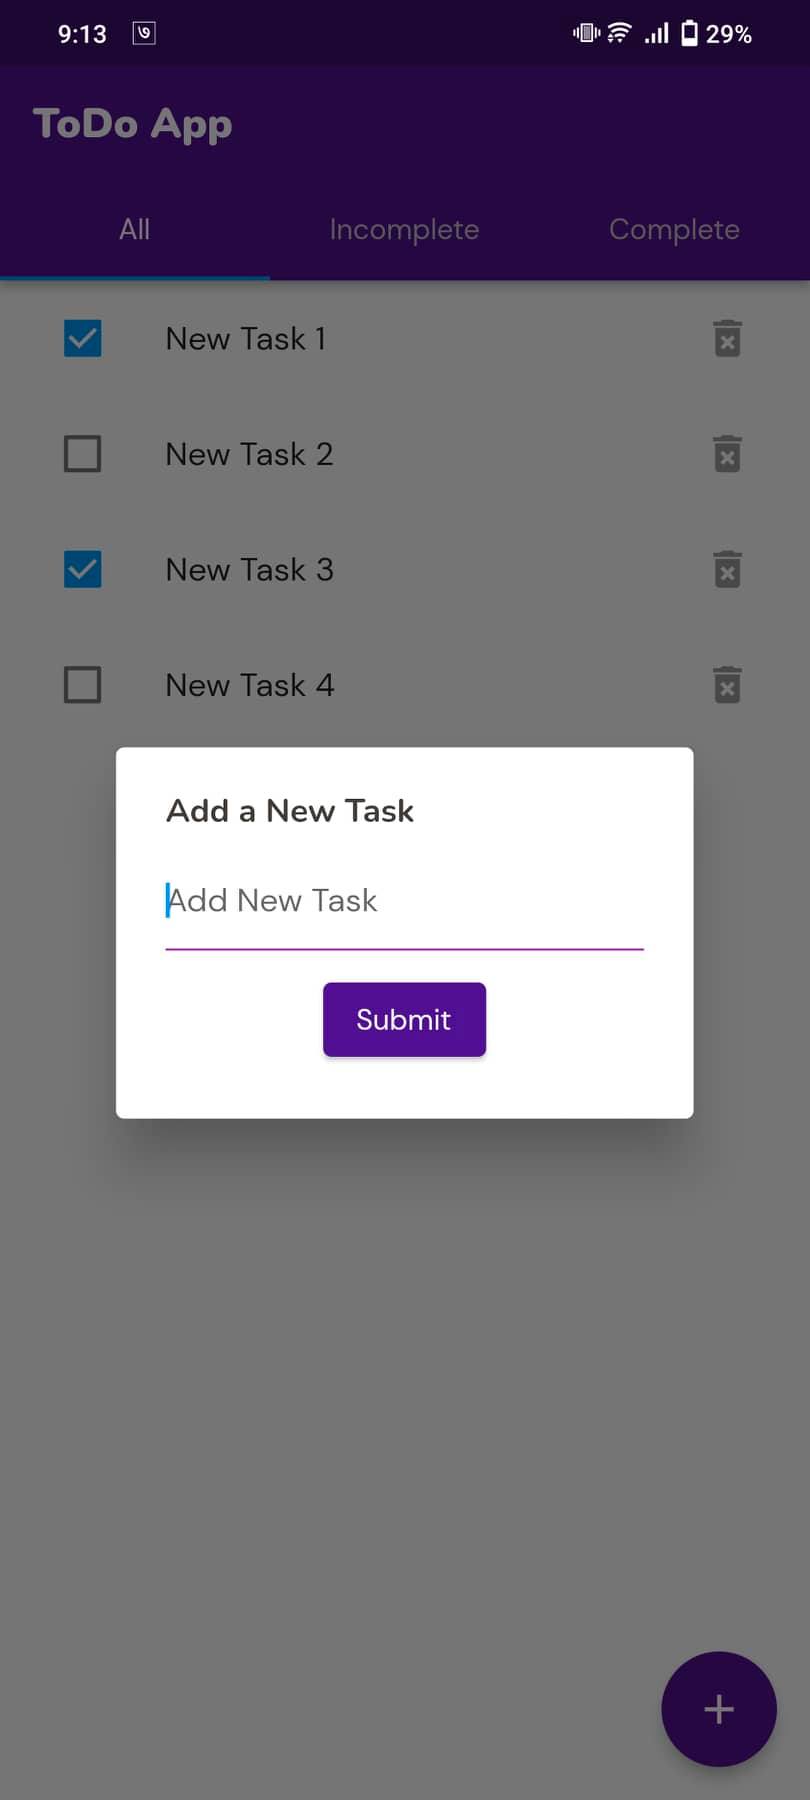 9:13 29%
ToDo App
All Incomplete Complete
New Task 1
New Task 2
New Task 3
New Task 4
Add a New Task
Add New Task
Submit